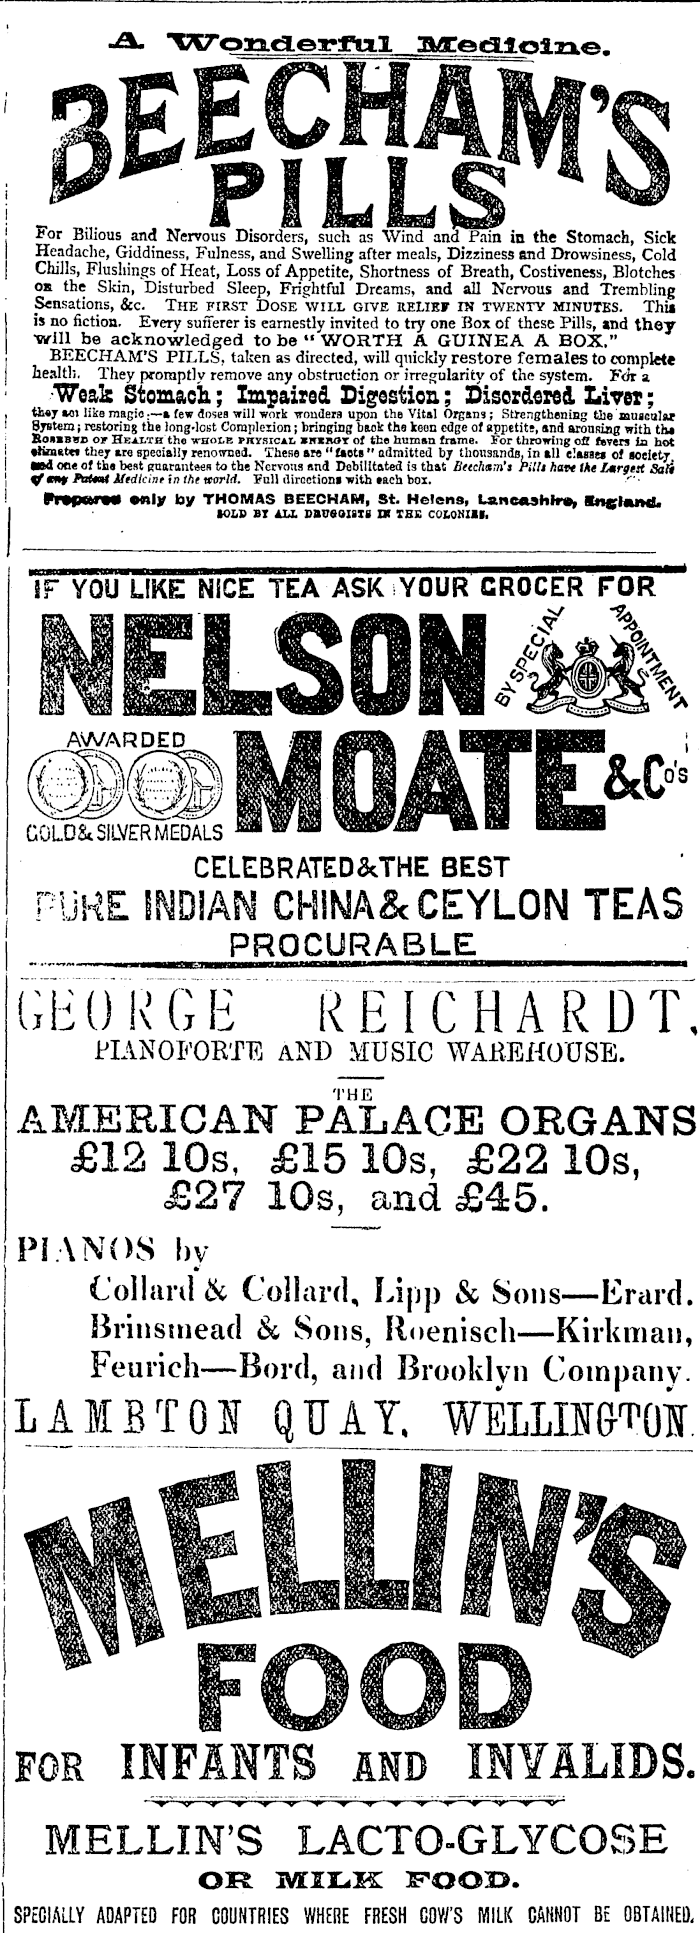 A Wonderful Medicine.
BEECHAM'S
PILLS
For Bilious and Nervous Disorders, such as Wind and Pain in the Stomach, Sick
Headache, Giddiness, Fulness, and Swelling after meals, Dizziness and Drowsiness, Cold
Chills, Flushings of Heat, Loss of Appetite, Shortness of Breath, Costiveness, Blotches
on the Skin, Disturbed Sleep, Frightful Dreams, and all Nervous and Trembling
Sensations, &c. THE FIRST DOSE WILL GIVE RELIEF IN TWENTY MINUTES. This
is no fiction. Every sufferer is earnestly invited to try one Box of these Pills, and they
will be acknowledged to be "WORTH A GUINEA A BOX."
BEECHAM'S PILLS, taken as directed, will quickly restore females to complete
health. They promptly remove any obstruction or irregularity of the system. For a
Weak Stomach; Impaired Digestion; Disordered Liver;
they act like magic:—a few doses will work wonders upon the Vital Organs; Strengthening the muscular
System; restoring the long-lost Complexion; bringing back the keen edge of appetite, and arousing with the
ROSEBUD OF HEALTH the WHOLE PHYSICAL ENERGY of the human frame. For throwing off fevers in hot
climates they are specially renowned. These are "facts" admitted by thousands, in all classes of society,
and one of the best guarantees to the Nervous and Debilitated is that Beecham's Pills have the Largest Sale
of any Patent Medicine in the world. Full directions with each box.
Prepared only by THOMAS BEECHAM, St. Helens, Lancashire, England.
SOLD BY ALL DRUGGISTS IN THE COLONIES.
IF YOU LIKE NICE TEA ASK YOUR GROCER FOR
NELSON
BY SPECIAL APPOINTMENT
AWARDED
GOLD & SILVER MEDALS
MOATE & Co's
CELEBRATED & THE BEST
PURE INDIAN CHINA & CEYLON TEAS
PROCURABLE
GEORGE REICHARDT,
PIANOFORTE AND MUSIC WAREHOUSE.
THE
AMERICAN PALACE ORGANS
£12 10s, £15 10s, £22 10s,
£27 10s, and £45.
PIANOS by
Collard & Collard, Lipp & Sons—Erard.
Brinsmead & Sons, Roenisch—Kirkman,
Feurich—Bord, and Brooklyn Company.
LAMBTON QUAY, WELLINGTON.
MELLIN'S
FOOD
FOR INFANTS AND INVALIDS.
MELLIN'S LACTO-GLYCOSE
OR MILK FOOD.
SPECIALLY ADAPTED FOR COUNTRIES WHERE FRESH COW'S MILK CANNOT BE OBTAINED.